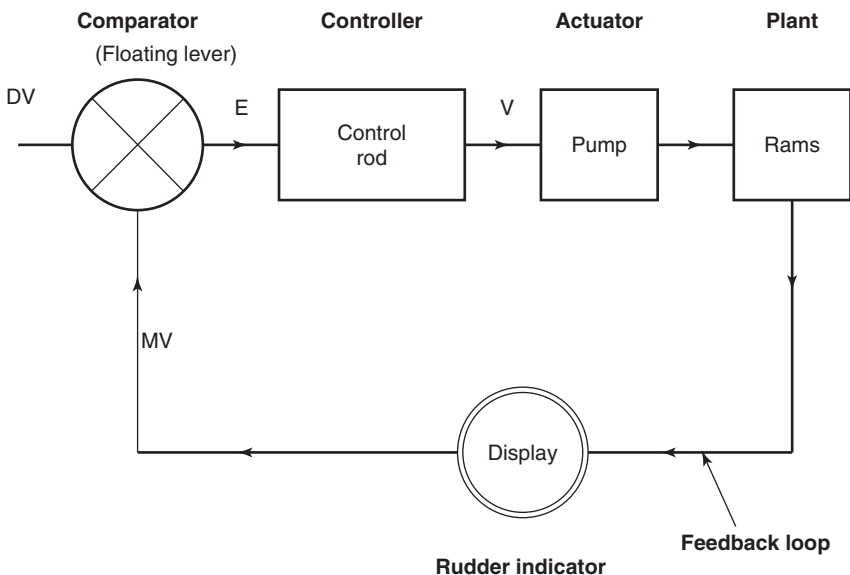 Comparator
(Floating lever)
Controller
Actuator
Plant
DV
E
Control
rod
V
Pump
Rams
MV
Display
Feedback loop
Rudder indicator